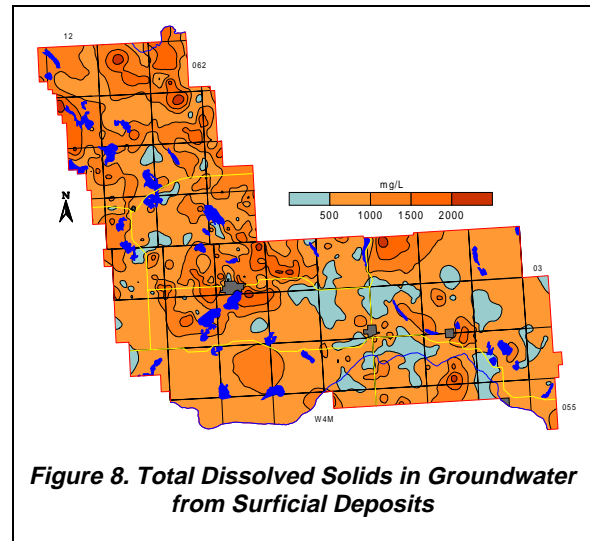 12
062
N
mg/L
500 1000 1500 2000
03
W4M
055
Figure 8. Total Dissolved Solids in Groundwater
from Surficial Deposits